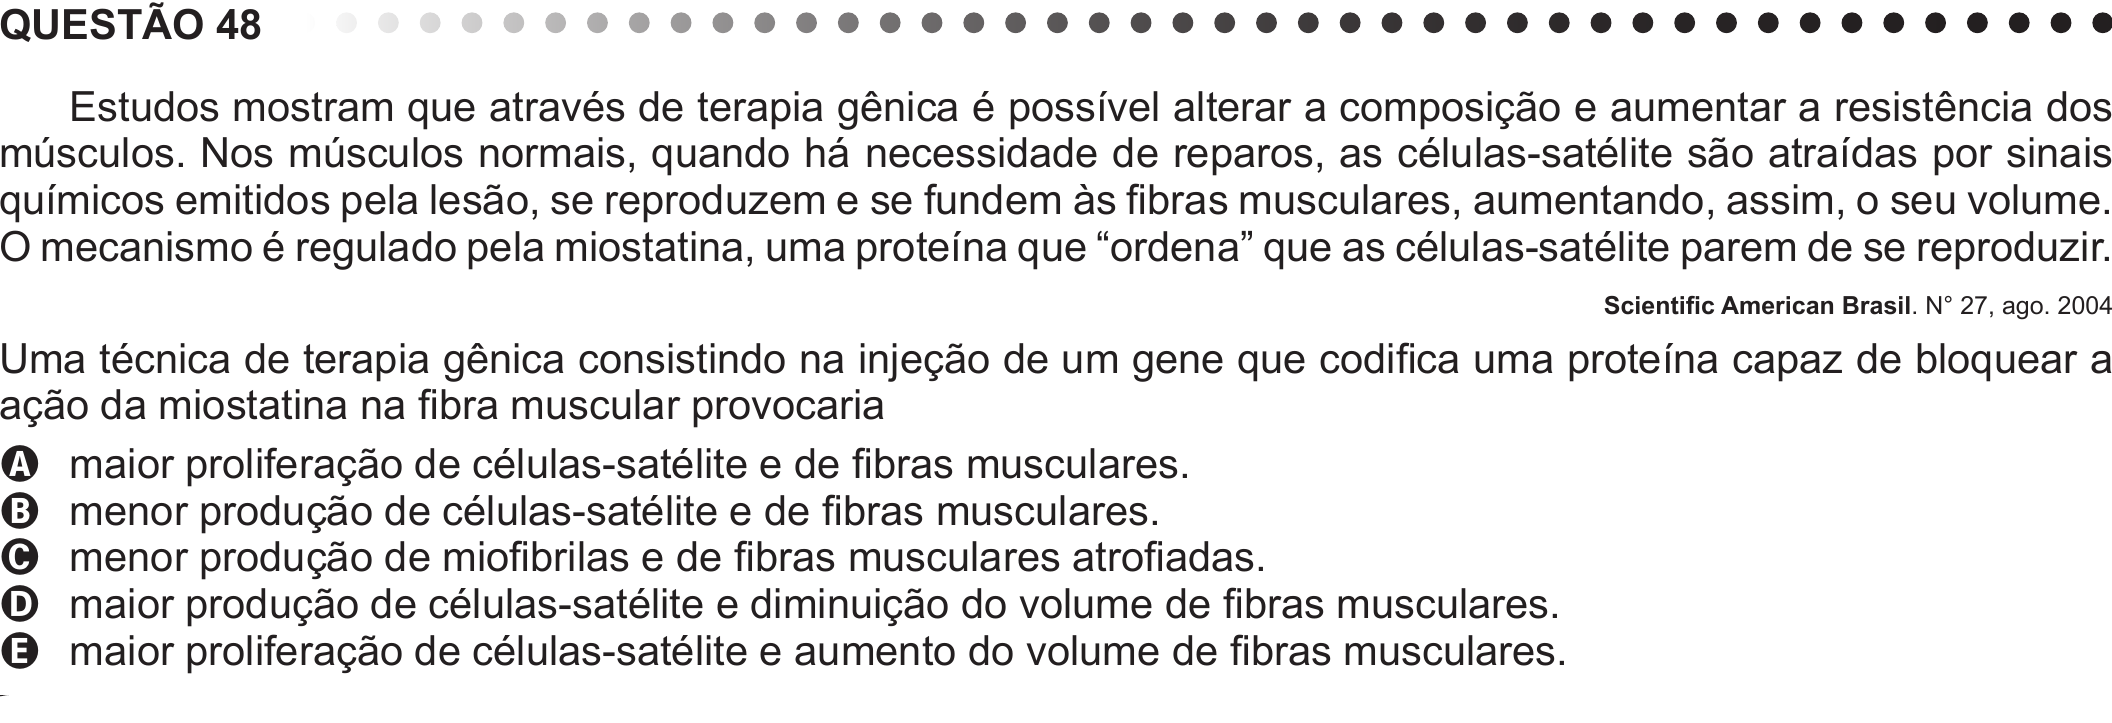 QUESTÃO 48
Estudos mostram que através de terapia gênica é possível alterar a composição e aumentar a resistência dos
músculos. Nos músculos normais, quando há necessidade de reparos, as células-satélite são atraídas por sinais
químicos emitidos pela lesão, se reproduzem e se fundem às fibras musculares, aumentando, assim, o seu volume.
O mecanismo é regulado pela miostatina, uma proteína que “ordena” que as células-satélite parem de se reproduzir.
Scientific American Brasil. N° 27, ago. 2004
Uma técnica de terapia gênica consistindo na injeção de um gene que codifica uma proteína capaz de bloquear a
ação da miostatina na fibra muscular provocaria
A maior proliferação de células-satélite e de fibras musculares.
B menor produção de células-satélite e de fibras musculares.
C menor produção de miofibrilas e de fibras musculares atrofiadas.
D maior produção de células-satélite e diminuição do volume de fibras musculares.
E maior proliferação de células-satélite e aumento do volume de fibras musculares.